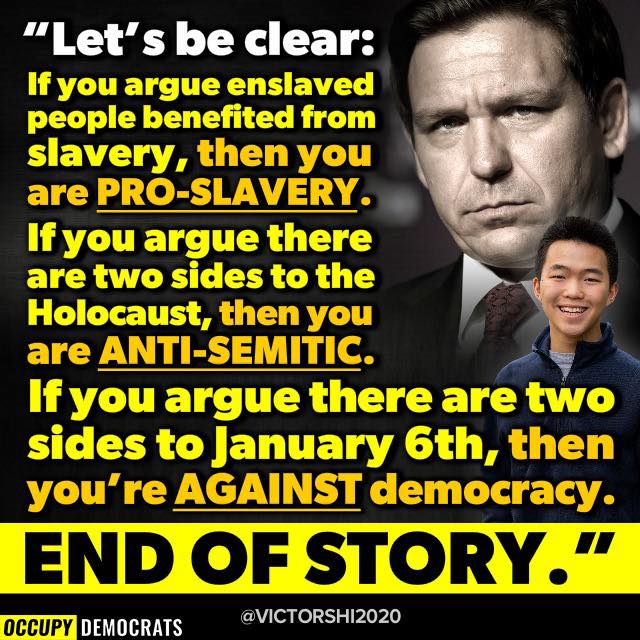 “Let’s be clear:
If you argue enslaved
people benefited from
slavery, then you
are PRO-SLAVERY.
If you argue there
are two sides to the
Holocaust, then you
are ANTI-SEMITIC.
If you argue there are two
sides to January 6th, then
you’re AGAINST democracy.
END OF STORY.”
@VICTORSHI2020
OCCUPY DEMOCRATS